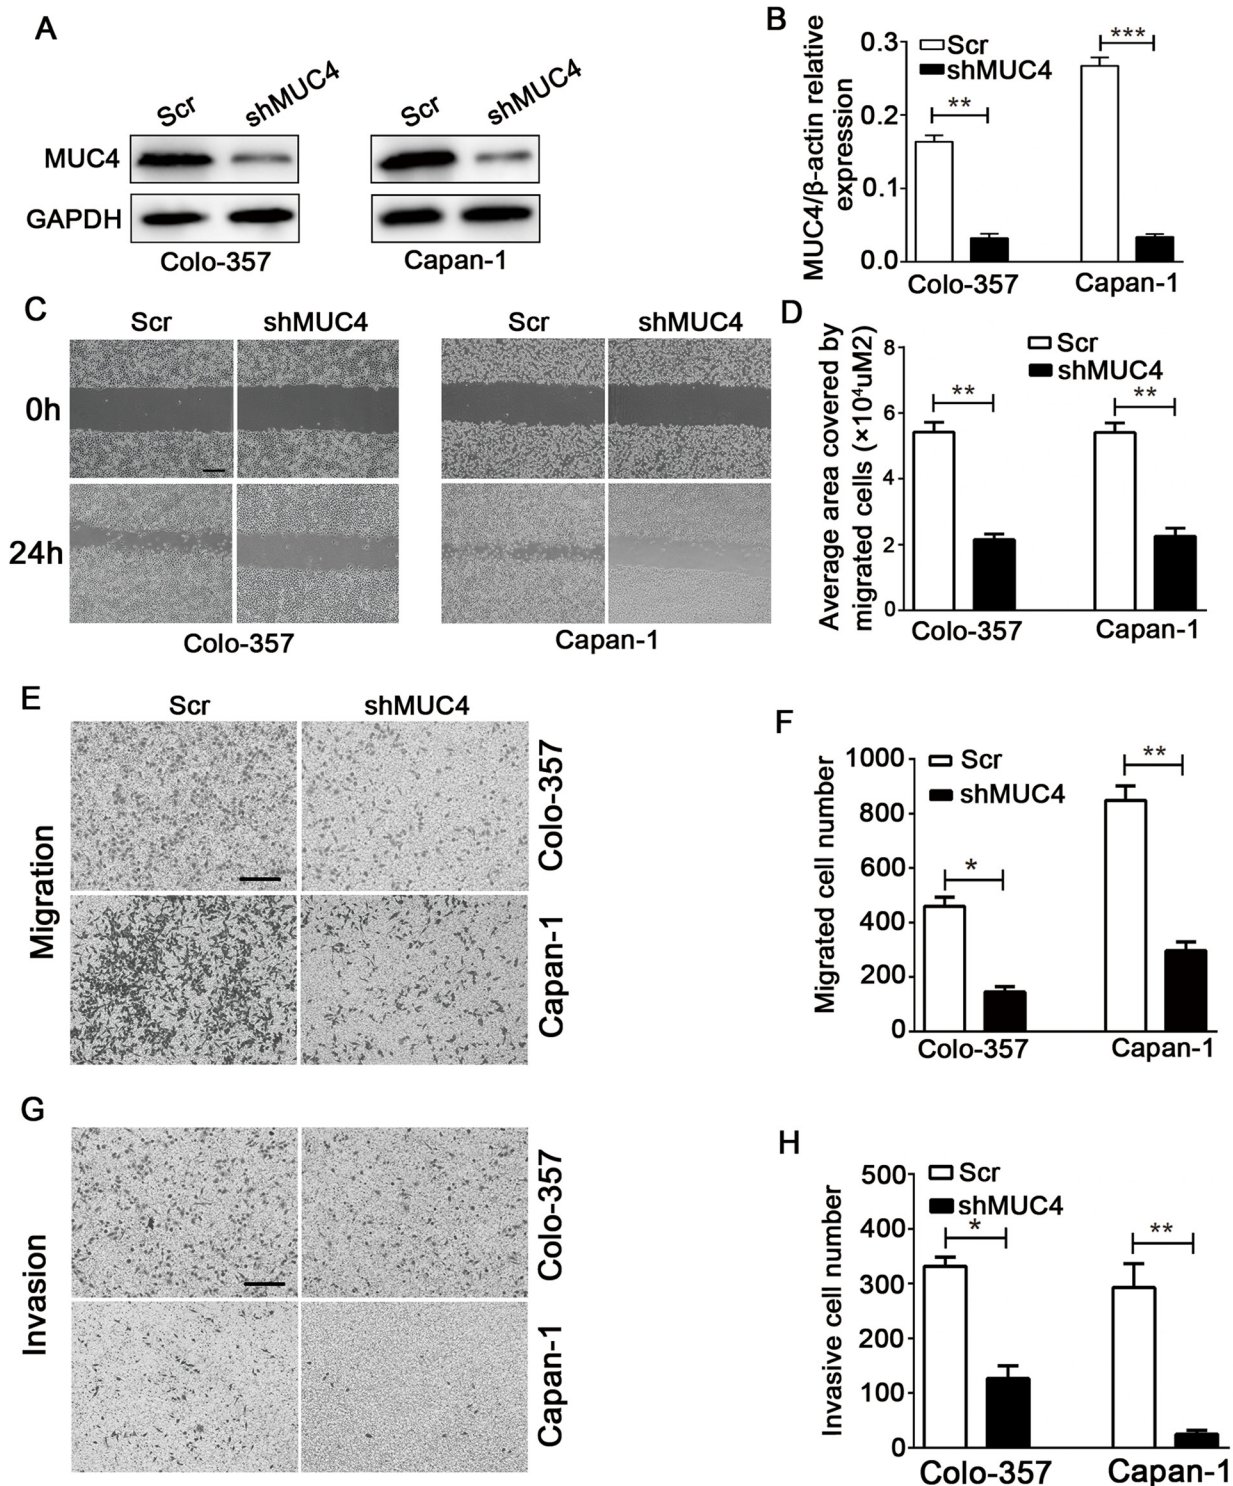 A
Scr shMUC4 Scr shMUC4
MUC4
GAPDH
Colo-357 Capan-1
B
MUC4/β-actin relative
expression
Scr
shMUC4
0.3
0.2
0.1
0.0
** ***
Colo-357 Capan-1
C
Scr shMUC4 Scr shMUC4
0h
24h
Colo-357 Capan-1
D
Average area covered by
migrated cells (×10⁴uM2)
Scr
shMUC4
8
6
4
2
0
** **
Colo-357 Capan-1
E
Scr shMUC4
Migration
Colo-357
Capan-1
F
Migrated cell number
Scr
shMUC4
1000
800
600
400
200
0
* **
Colo-357 Capan-1
G
Invasion
Colo-357
Capan-1
H
Invasive cell number
Scr
shMUC4
500
400
300
200
100
0
* **
Colo-357 Capan-1